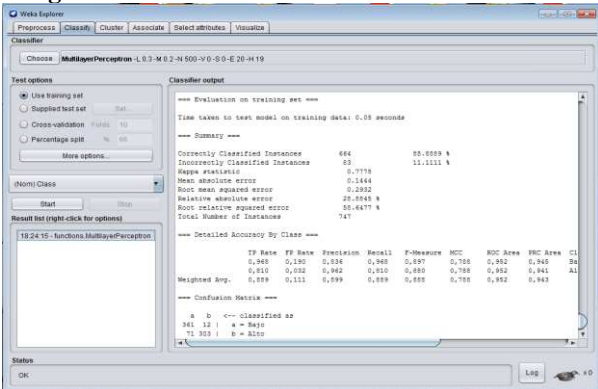 Weka Explorer
Preprocess Classify Cluster Associate Select attributes Visualize
Classifier
Choose MultilayerPerceptron -L 0.3 -M 0.2 -N 500 -V 0 -S 0 -E 20 -H 19
Test options
Use training set
Supplied test set Set...
Cross-validation Folds 10
Percentage split % 66
More options...
(Nom) Class
Start Stop
Result list (right-click for options)
18:24:15 - functions.MultilayerPerceptron
Classifier output
=== Evaluation on training set ===
Time taken to test model on training data: 0.05 seconds
=== Summary ===
Correctly Classified Instances 664 88.8889 %
Incorrectly Classified Instances 83 11.1111 %
Kappa statistic 0.7778
Mean absolute error 0.1444
Root mean squared error 0.2932
Relative absolute error 28.8845 %
Root relative squared error 58.6477 %
Total Number of Instances 747
=== Detailed Accuracy By Class ===
TP Rate FP Rate Precision Recall F-Measure MCC ROC Area PRC Area Cl
0,968 0,190 0,836 0,968 0,897 0,788 0,952 0,945 Ba
0,810 0,032 0,962 0,810 0,880 0,788 0,952 0,941 Al
Weighted Avg. 0,889 0,111 0,899 0,889 0,888 0,788 0,952 0,943
=== Confusion Matrix ===
a b <-- classified as
361 12 | a = Bajo
71 303 | b = Alto
Status
OK
Log x 0